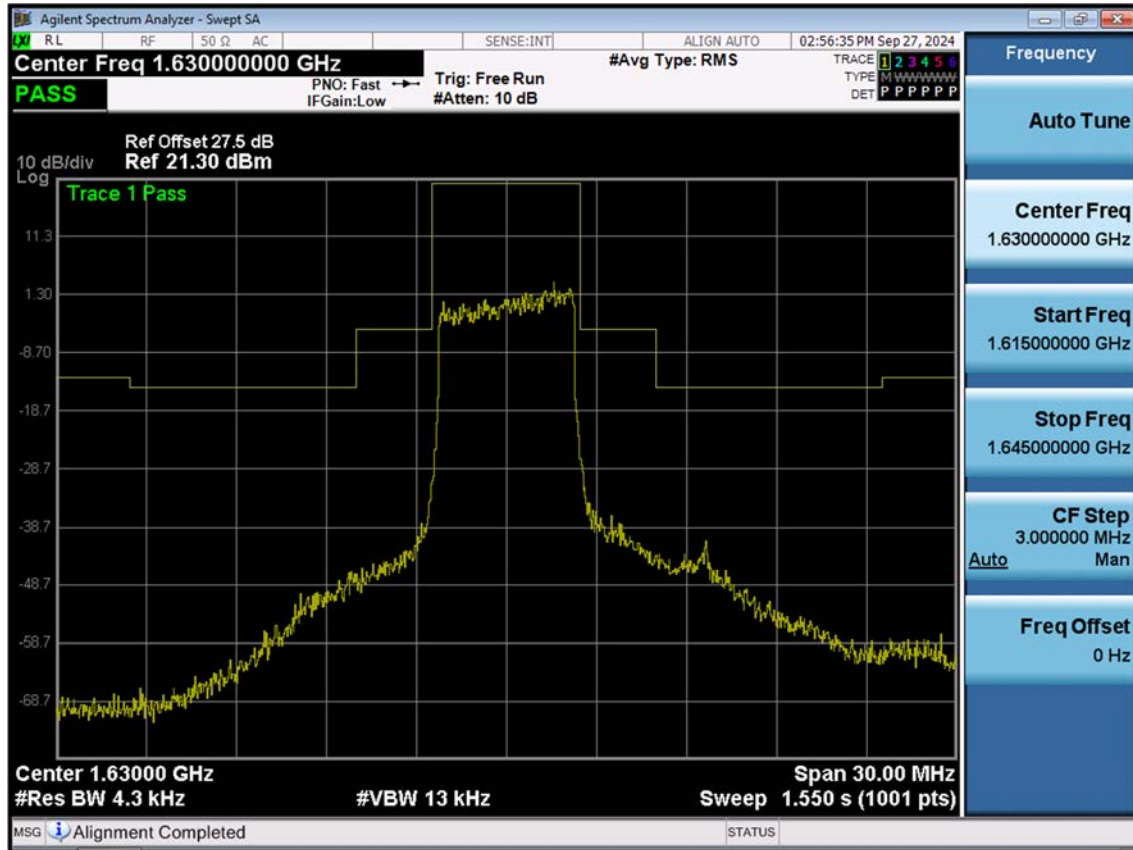 Agilent Spectrum Analyzer - Swept SA
LXI RL RF 50 Ω AC SENSE:INT ALIGN AUTO 02:56:35 PM Sep 27, 2024
Center Freq 1.630000000 GHz
PASS
PNO: Fast
IFGain:Low
Trig: Free Run
#Atten: 10 dB
#Avg Type: RMS
TRACE 1 2 3 4 5 6
TYPE M WWWWW
DET P P P P P P
Ref Offset 27.5 dB
10 dB/div Ref 21.30 dBm
Log
Trace 1 Pass
11.3
1.30
-8.70
-18.7
-28.7
-38.7
-48.7
-58.7
-68.7
Center 1.63000 GHz Span 30.00 MHz
#Res BW 4.3 kHz #VBW 13 kHz Sweep 1.550 s (1001 pts)
MSG Alignment Completed STATUS
Frequency
Auto Tune
Center Freq
1.630000000 GHz
Start Freq
1.615000000 GHz
Stop Freq
1.645000000 GHz
CF Step
3.000000 MHz
Auto Man
Freq Offset
0 Hz